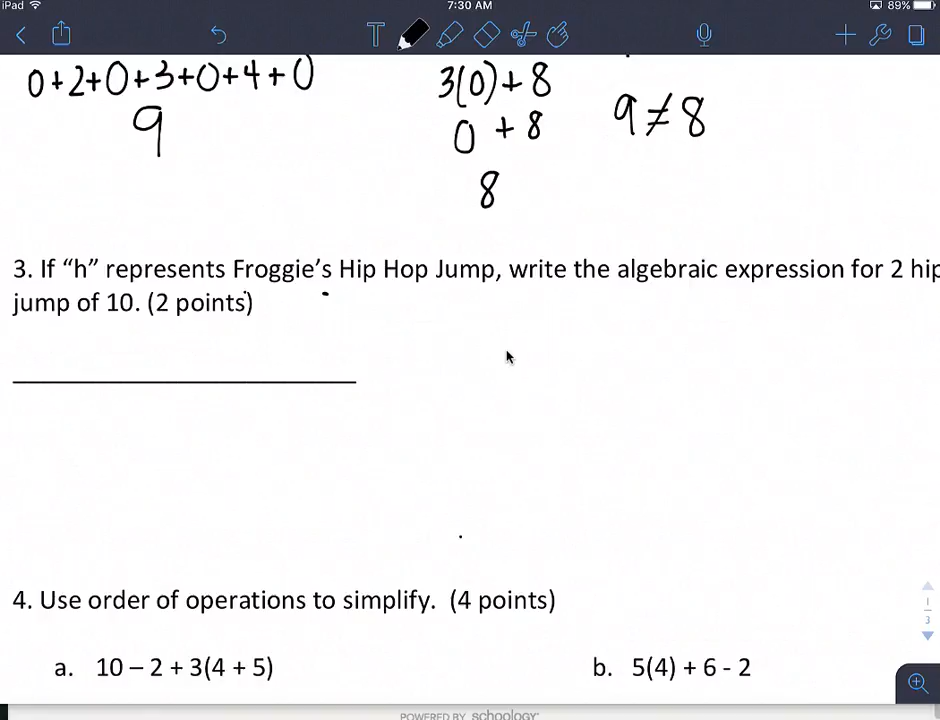 iPad 7:30 AM 89%
T
0+2+0+3+0+4+0 3(0)+8
9 0 + 8 9≠8
8
3. If “h” represents Froggie’s Hip Hop Jump, write the algebraic expression for 2 hip
jump of 10. (2 points)
4. Use order of operations to simplify. (4 points)
1
3
a. 10 – 2 + 3(4 + 5) b. 5(4) + 6 - 2
POWERED BY schoology